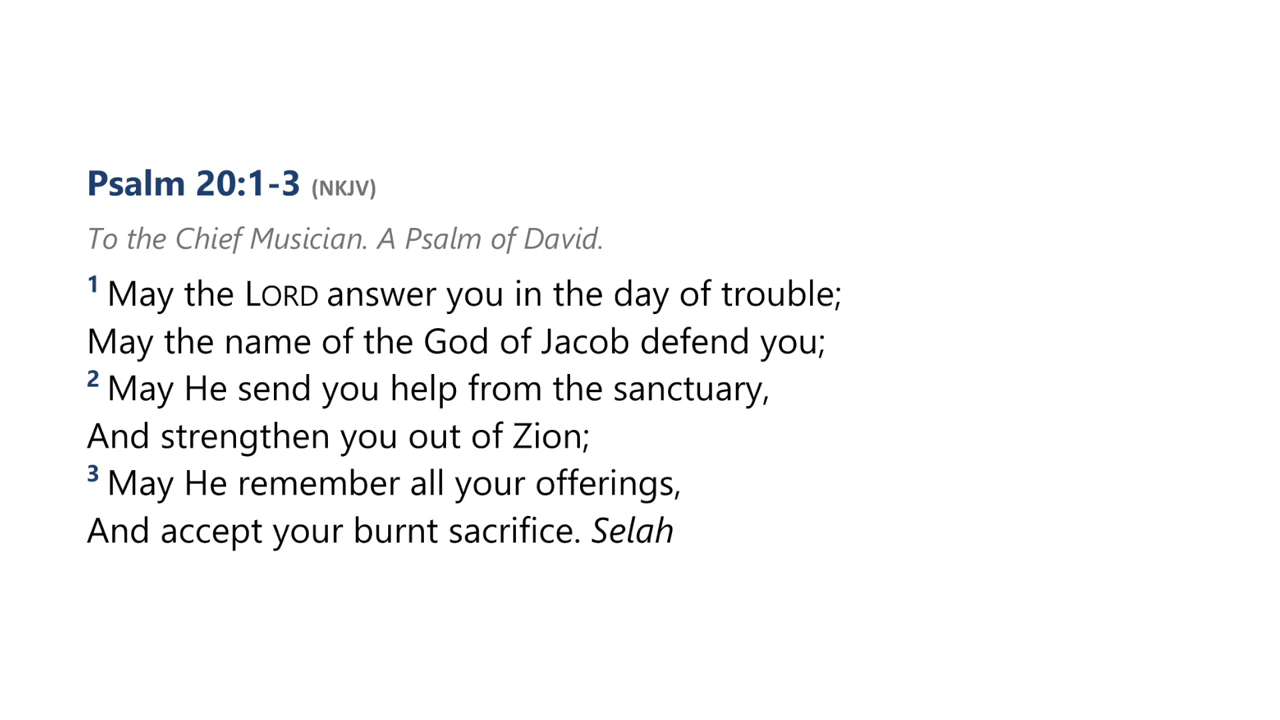 Psalm 20:1-3 (NKJV)
To the Chief Musician. A Psalm of David.
1 May the LORD answer you in the day of trouble;
May the name of the God of Jacob defend you;
2 May He send you help from the sanctuary,
And strengthen you out of Zion;
3 May He remember all your offerings,
And accept your burnt sacrifice. Selah